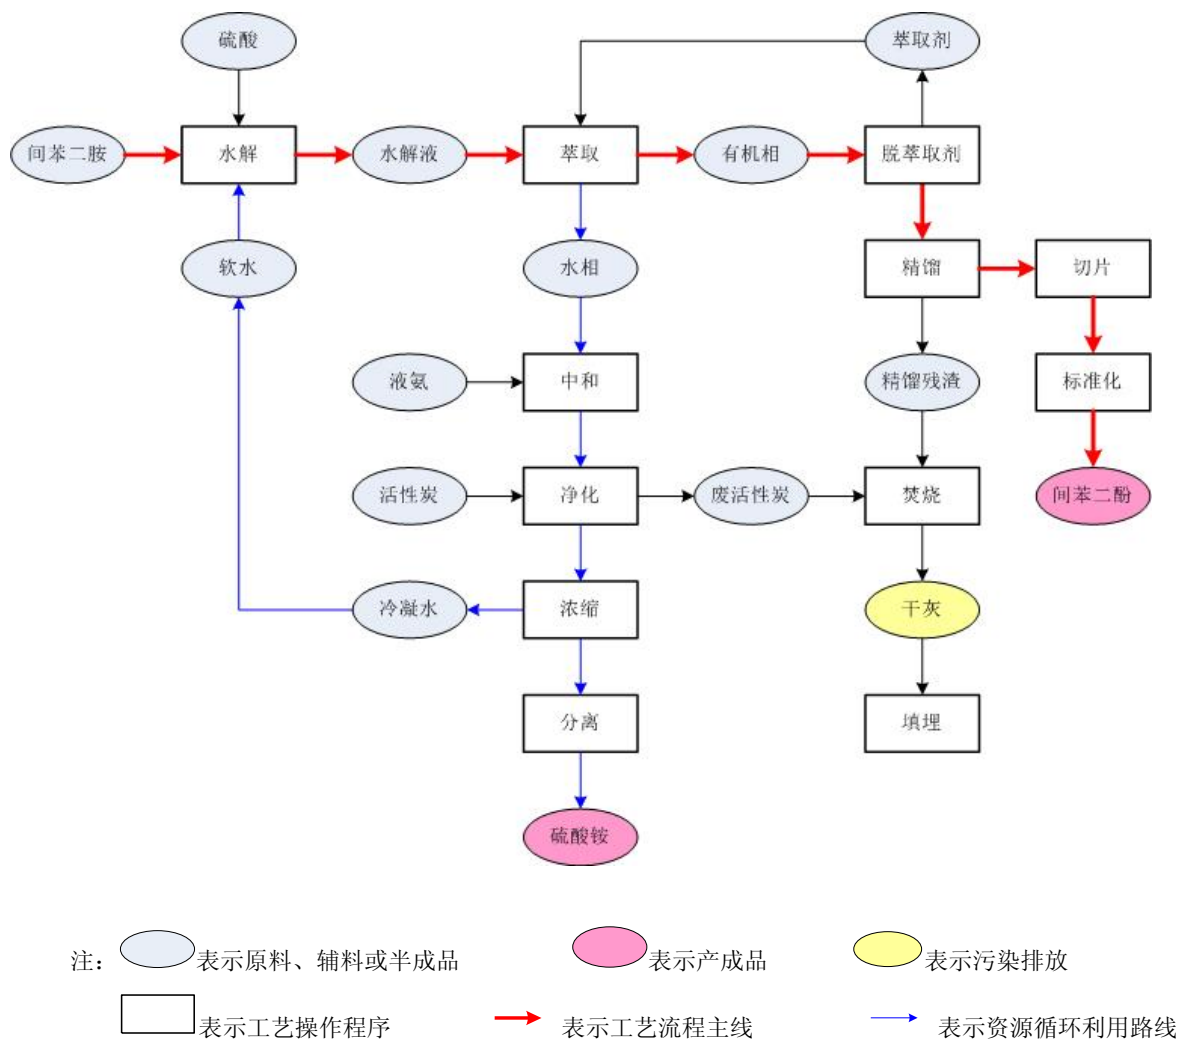 硫酸
萃取剂
间苯二胺
水解
水解液
萃取
有机相
脱萃取剂
软水
水相
精馏
切片
液氨
中和
精馏残渣
标准化
活性炭
净化
废活性炭
焚烧
间苯二酚
冷凝水
浓缩
干灰
分离
填埋
硫酸铵
注： 表示原料、辅料或半成品 表示产成品 表示污染排放
表示工艺操作程序 表示工艺流程主线 表示资源循环利用路线